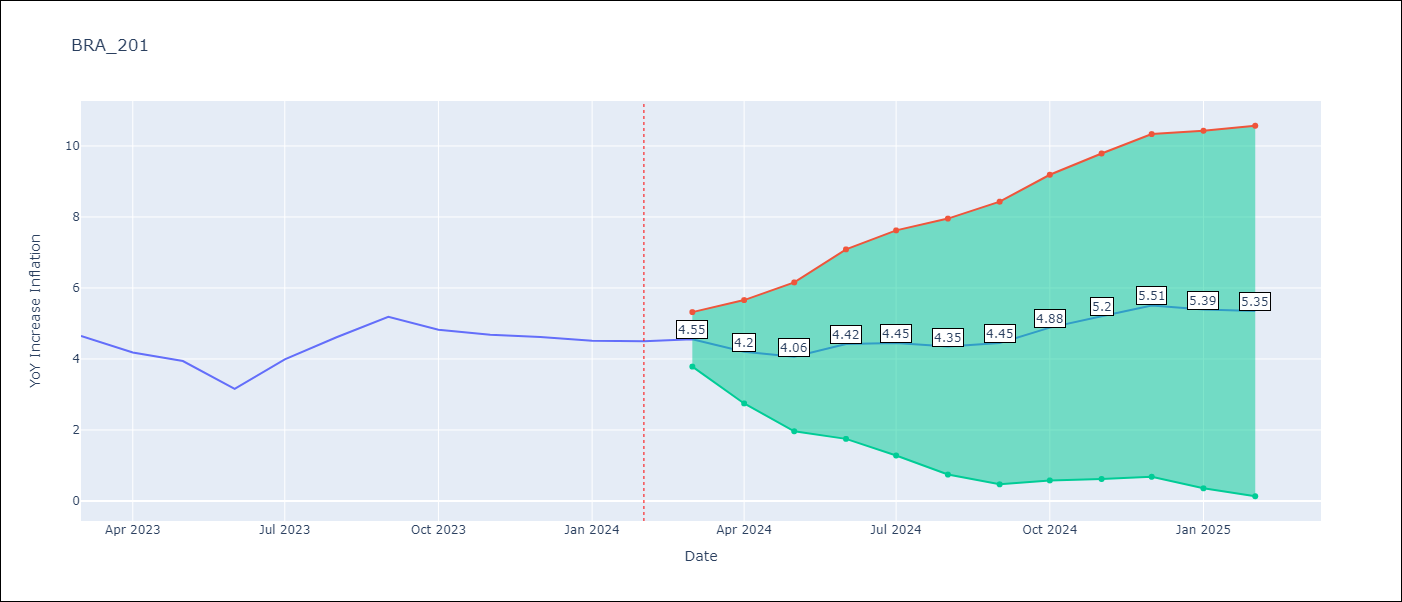 BRA_201
YoY Increase Inflation
10
8
6
4
2
0
4.55
4.2
4.06
4.42
4.45
4.35
4.45
4.88
5.2
5.51
5.39
5.35
Apr 2023
Jul 2023
Oct 2023
Jan 2024
Apr 2024
Jul 2024
Oct 2024
Jan 2025
Date